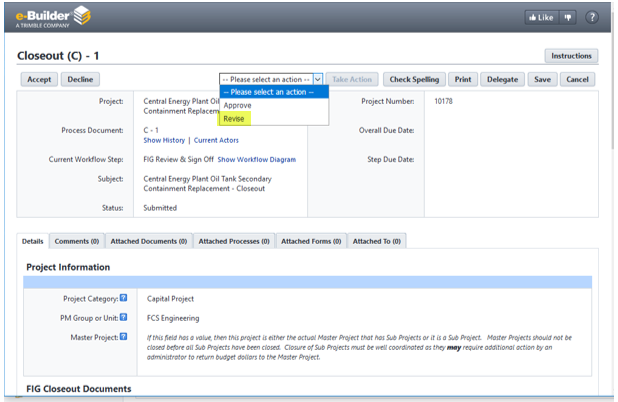 e-Builder
A TRIMBLE COMPANY
Like
?
Closeout (C) - 1
Instructions
Accept Decline -- Please select an action -- Take Action Check Spelling Print Delegate Save Cancel
-- Please select an action --
Approve
Revise
Project: Central Energy Plant Oil
Containment Replacem
Project Number: 10178
Process Document: C - 1
Show History | Current Actors
Overall Due Date:
Current Workflow Step: FIG Review & Sign Off Show Workflow Diagram
Step Due Date:
Subject: Central Energy Plant Oil Tank Secondary
Containment Replacement - Closeout
Status: Submitted
Details Comments (0) Attached Documents (0) Attached Processes (0) Attached Forms (0) Attached To (0)
Project Information
Project Category: ? Capital Project
PM Group or Unit: ? FCS Engineering
Master Project: ? If this field has a value, then this project is either the actual Master Project that has Sub Projects or it is a Sub Project. Master Projects should not be
closed before all Sub Projects have been closed. Closure of Sub Projects must be well coordinated as they may require additional action by an
administrator to return budget dollars to the Master Project.
FIG Closeout Documents